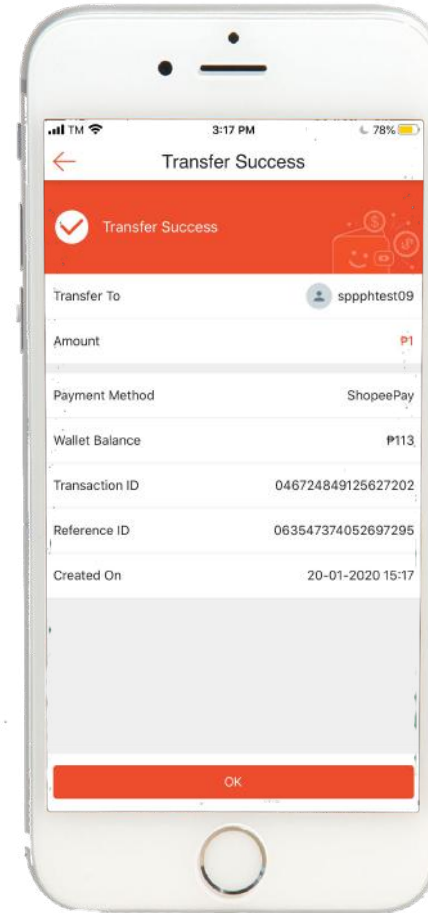 TM 3:17 PM 78%
Transfer Success
Transfer Success
Transfer To sppphtest09
Amount ₱1
Payment Method ShopeePay
Wallet Balance ₱113
Transaction ID 046724849125627202
Reference ID 063547374052697295
Created On 20-01-2020 15:17
OK